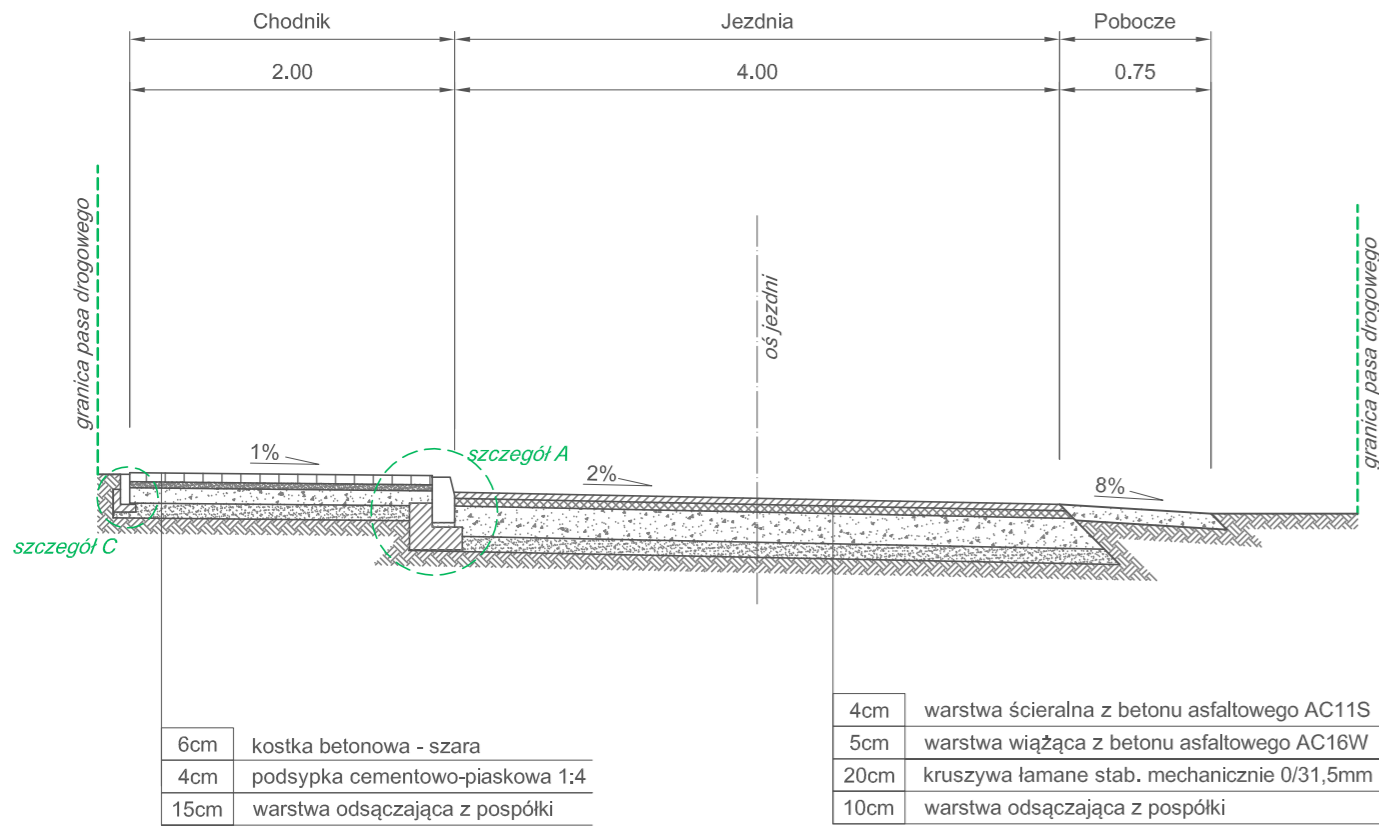 Chodnik
Jezdnia
Pobocze
2.00
4.00
0.75
granica pasa drogowego
oś jezdni
granica pasa drogowego
1%
szczegół A
2%
8%
szczegół C
6cm kostka betonowa - szara
4cm podsypka cementowo-piaskowa 1:4
15cm warstwa odsączająca z pospółki
4cm warstwa ścieralna z betonu asfaltowego AC11S
5cm warstwa wiążąca z betonu asfaltowego AC16W
20cm kruszywa łamane stab. mechanicznie 0/31,5mm
10cm warstwa odsączająca z pospółki